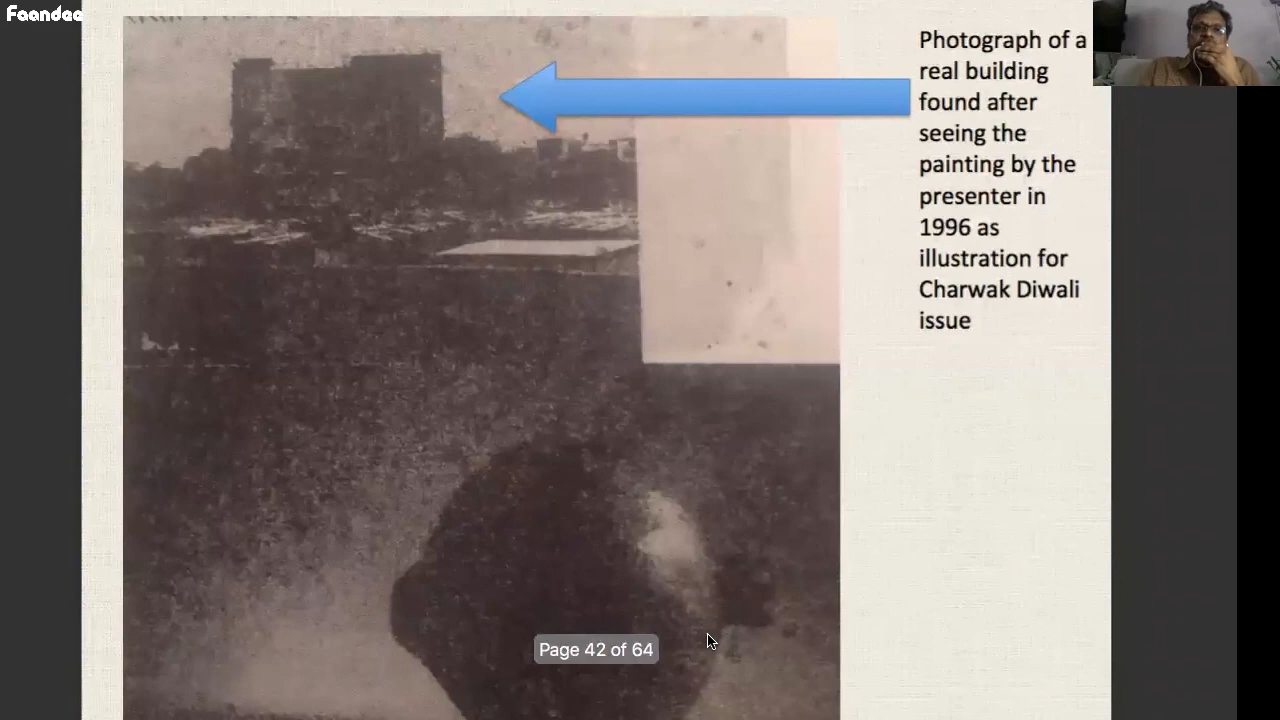 Faandee
Photograph of a
real building
found after
seeing the
painting by the
presenter in
1996 as
illustration for
Charwak Diwali
issue
Page 42 of 64